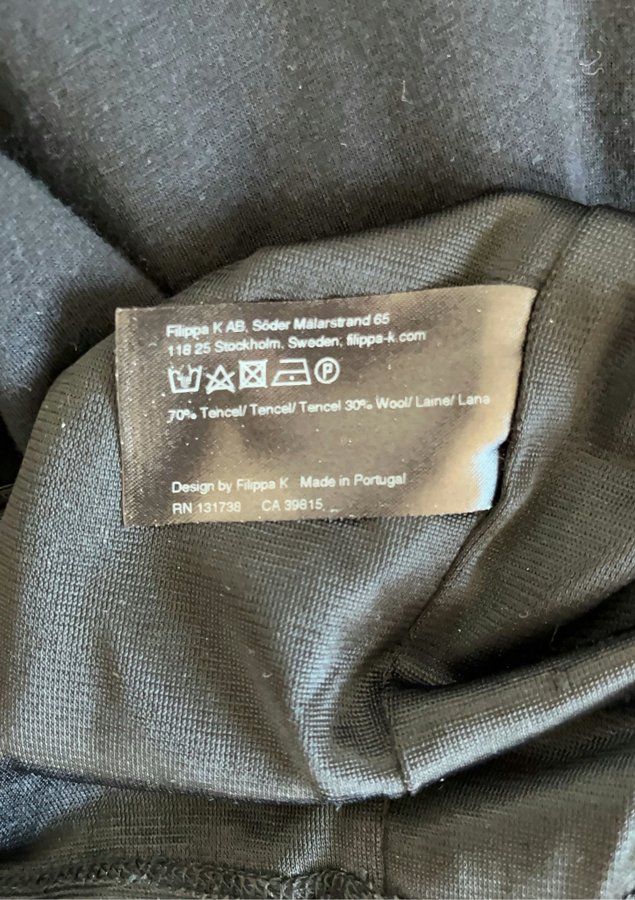 Filippa K AB, Söder Mälarstrand 65
118 25 Stockholm, Sweden, filippa-k.com
P
70% Tencel/ Tencel/ Tencel 30% Wool/ Laine/ Lana
Design by Filippa K Made in Portugal
RN 131738 CA 39815